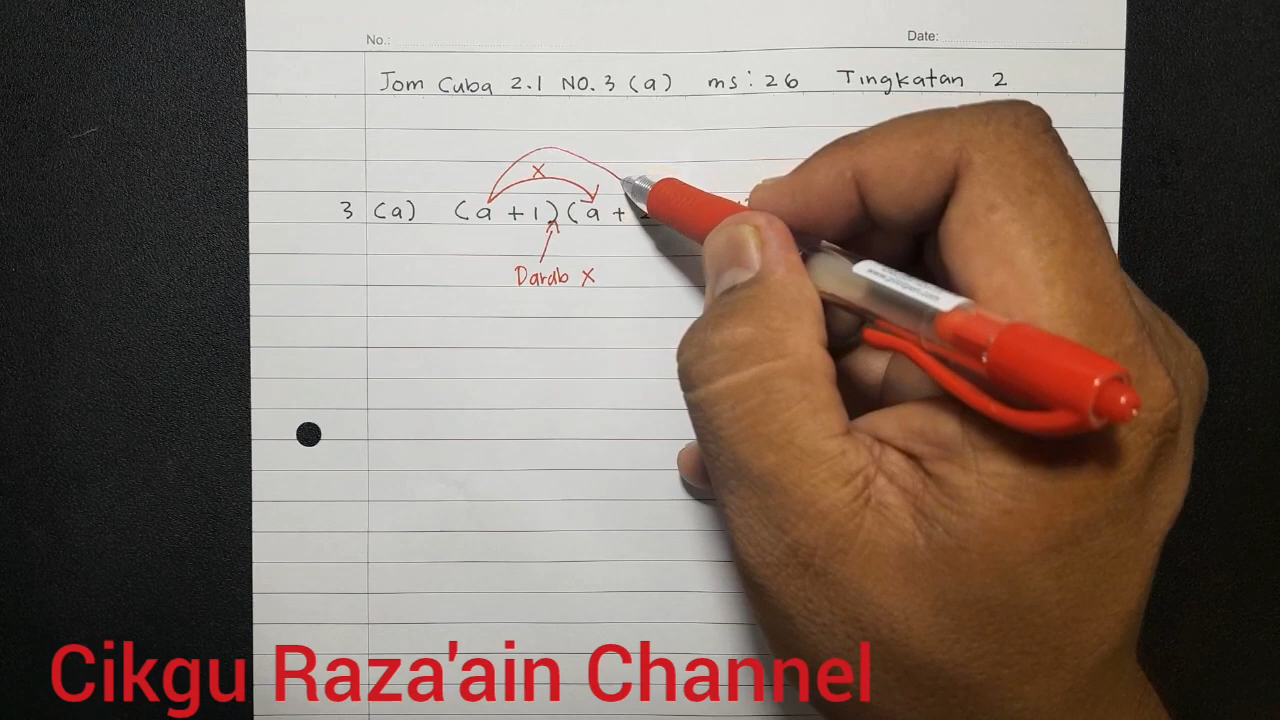 No.: Date:
Jom Cuba 2.1 NO.3 (a) ms: 26 Tingkatan 2
x
3 (a) (a + 1)(a +
Darab x
Cikgu Raza'ain Channel